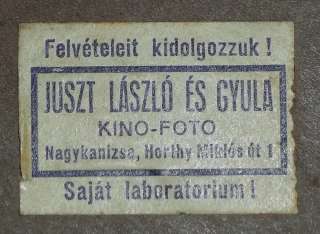 Felvételeit kidolgozzuk!
JUSZT LÁSZLÓ ÉS GYULA
KINO-FOTO
Nagykanizsa, Horthy Miklós út 1
Saját laboratorium!